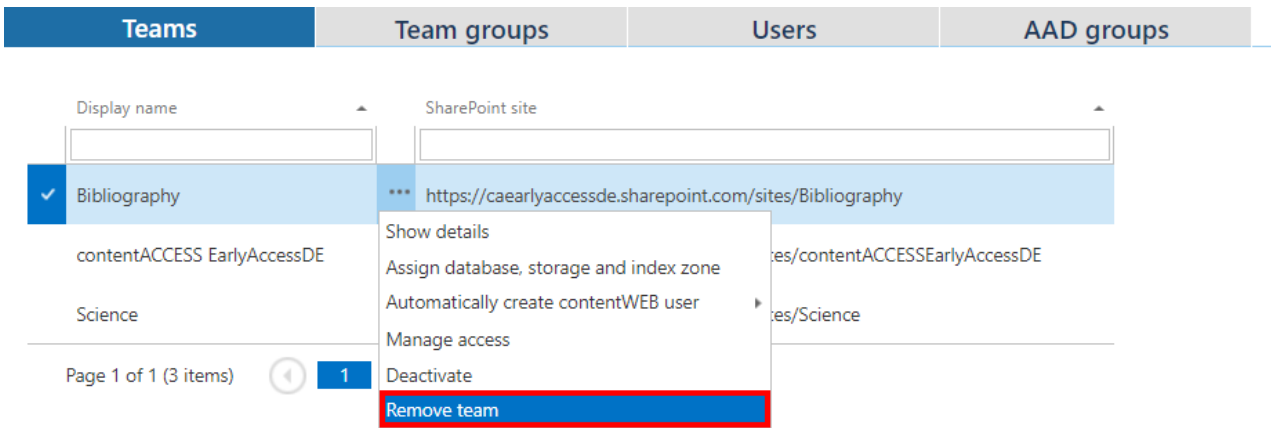 Teams Team groups Users AAD groups
Display name SharePoint site
Bibliography ••• https://caearlyaccessde.sharepoint.com/sites/Bibliography
Show details
contentACCESS EarlyAccessDE tes/contentACCESSEarlyAccessDE
Assign database, storage and index zone
Automatically create contentWEB user
Science tes/Science
Manage access
Page 1 of 1 (3 items) 1 Deactivate
Remove team